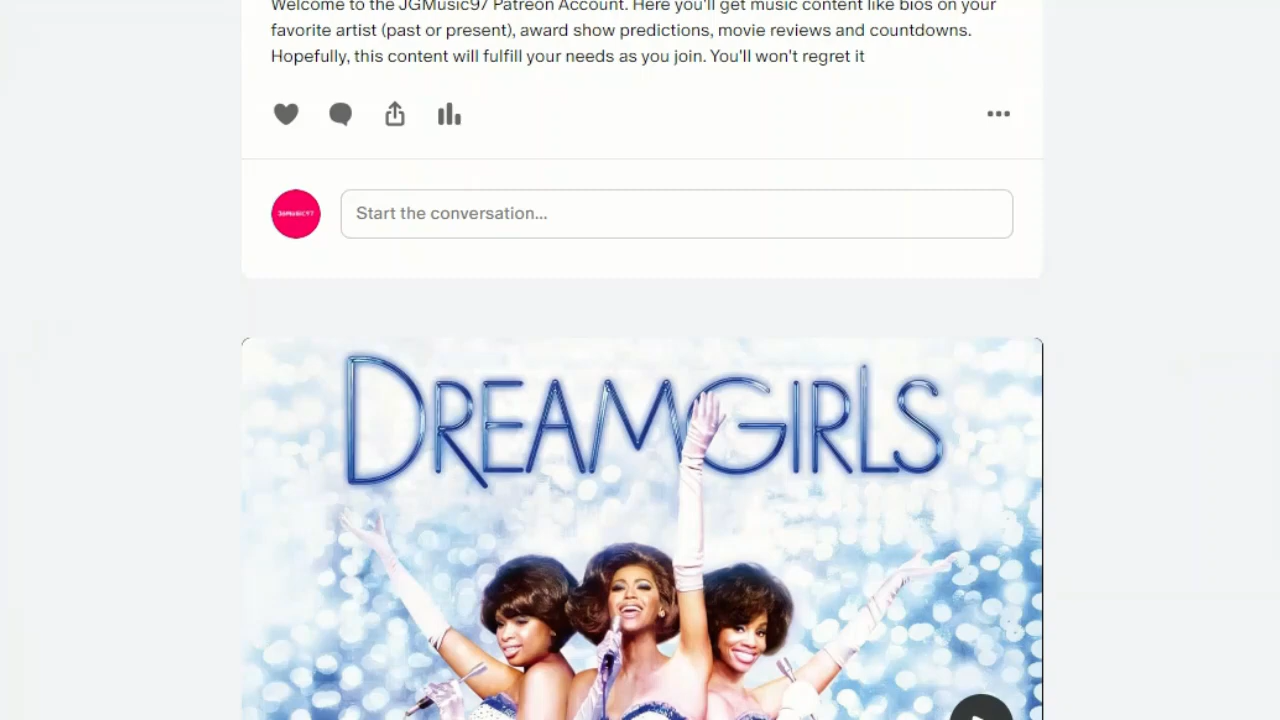 Welcome to the JGMusic97 Patreon Account. Here you'll get music content like bios on your
favorite artist (past or present), award show predictions, movie reviews and countdowns.
Hopefully, this content will fulfill your needs as you join. You'll won't regret it
JGMUSIC97
Start the conversation...
DREAMGIRLS